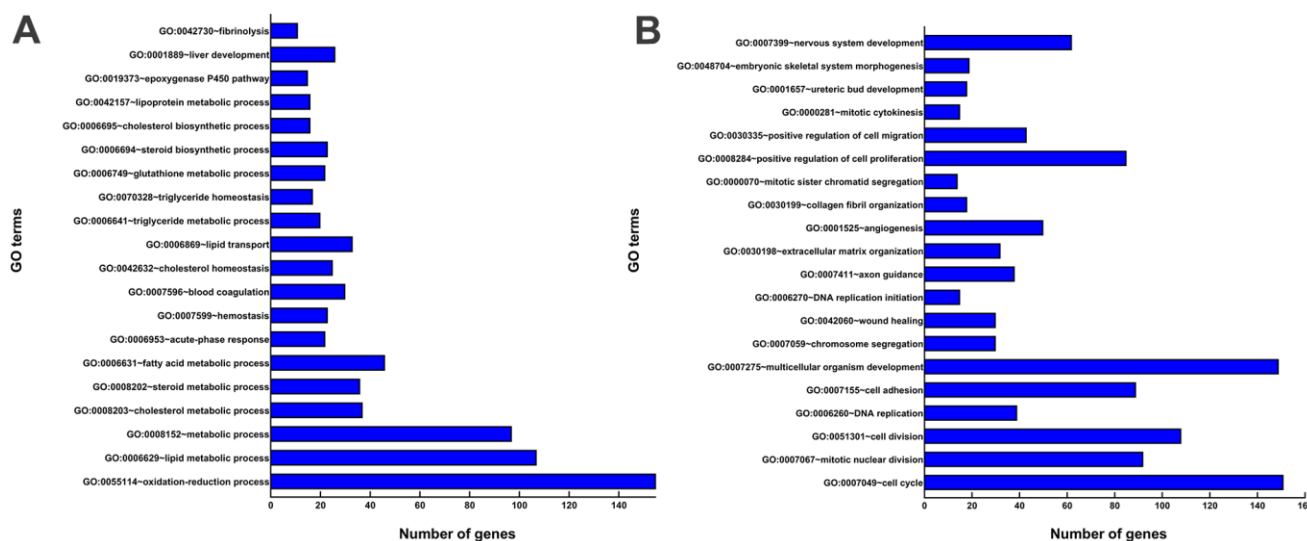 A
GO terms
GO:0042730~fibrinolysis
GO:0001889~liver development
GO:0019373~epoxygenase P450 pathway
GO:0042157~lipoprotein metabolic process
GO:0006695~cholesterol biosynthetic process
GO:0006694~steroid biosynthetic process
GO:0006749~glutathione metabolic process
GO:0070328~triglyceride homeostasis
GO:0006641~triglyceride metabolic process
GO:0006869~lipid transport
GO:0042632~cholesterol homeostasis
GO:0007596~blood coagulation
GO:0007599~hemostasis
GO:0006953~acute-phase response
GO:0006631~fatty acid metabolic process
GO:0008202~steroid metabolic process
GO:0008203~cholesterol metabolic process
GO:0008152~metabolic process
GO:0006629~lipid metabolic process
GO:0055114~oxidation-reduction process
0 20 40 60 80 100 120 140
Number of genes
B
GO terms
GO:0007399~nervous system development
GO:0048704~embryonic skeletal system morphogenesis
GO:0001657~ureteric bud development
GO:0000281~mitotic cytokinesis
GO:0030335~positive regulation of cell migration
GO:0008284~positive regulation of cell proliferation
GO:0000070~mitotic sister chromatid segregation
GO:0030199~collagen fibril organization
GO:0001525~angiogenesis
GO:0030198~extracellular matrix organization
GO:0007411~axon guidance
GO:0006270~DNA replication initiation
GO:0042060~wound healing
GO:0007059~chromosome segregation
GO:0007275~multicellular organism development
GO:0007155~cell adhesion
GO:0006260~DNA replication
GO:0051301~cell division
GO:0007067~mitotic nuclear division
GO:0007049~cell cycle
0 20 40 60 80 100 120 140 16
Number of genes